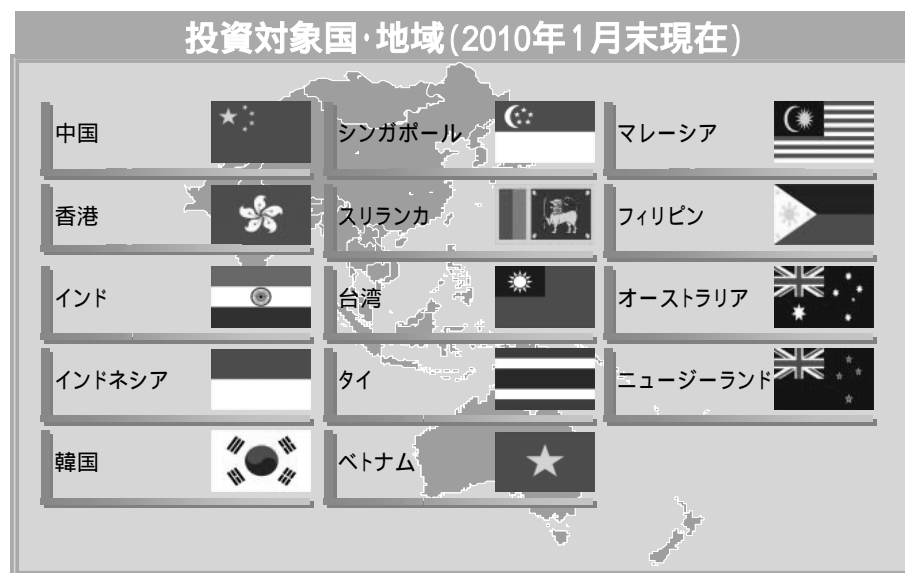 投資対象国・地域(2010年1月末現在)
中国
シンガポール
マレーシア
香港
スリランカ
フィリピン
インド
台湾
オーストラリア
インドネシア
タイ
ニュージーランド
韓国
ベトナム